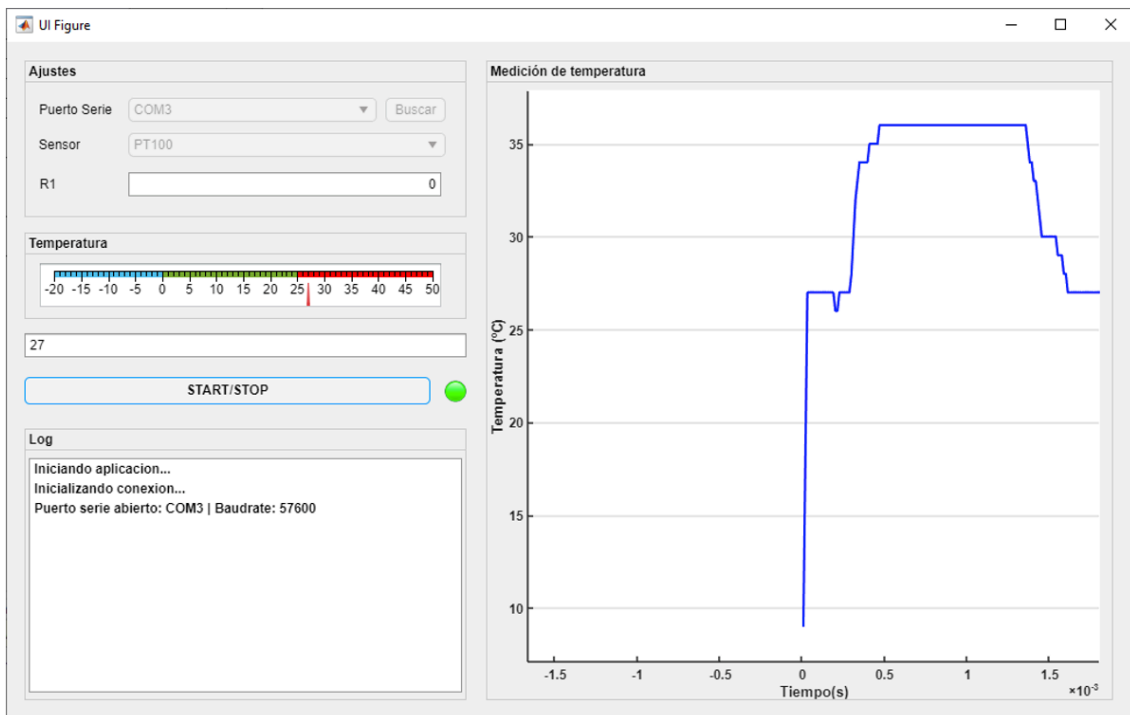 UI Figure
Ajustes
Puerto Serie COM3 Buscar
Sensor PT100
R1 0
Temperatura
-20 -15 -10 -5 0 5 10 15 20 25 30 35 40 45 50
27
START/STOP
Log
Iniciando aplicacion...
Inicializando conexion...
Puerto serie abierto: COM3 | Baudrate: 57600
Medición de temperatura
Temperatura (ºC)
35
30
25
20
15
10
-1.5 -1 -0.5 0 0.5 1 1.5
×10-3
Tiempo(s)